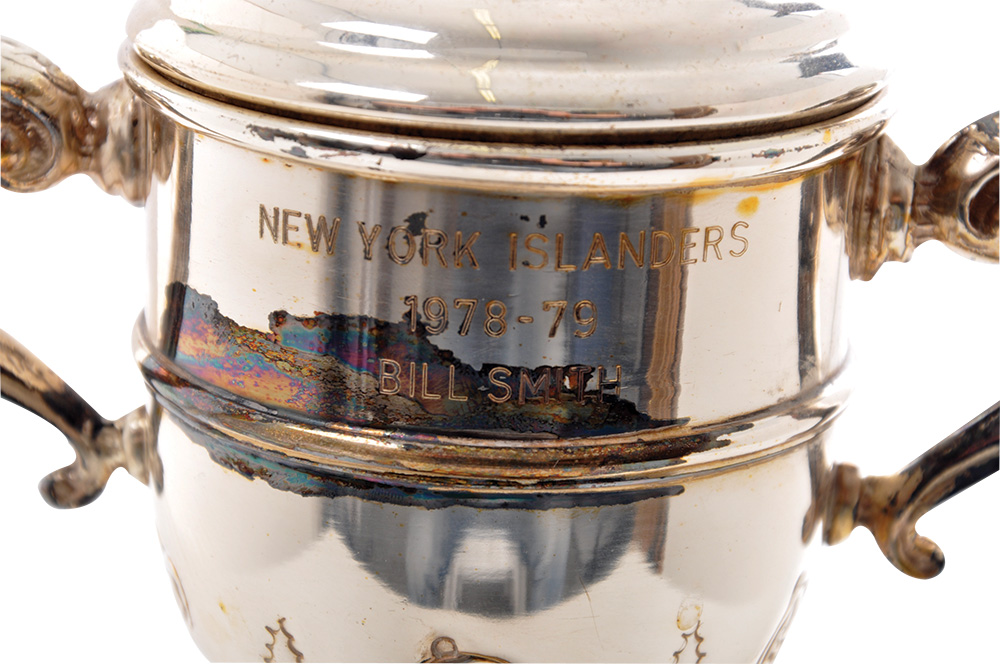 NEW YORK ISLANDERS
1978-79
BILL SMITH